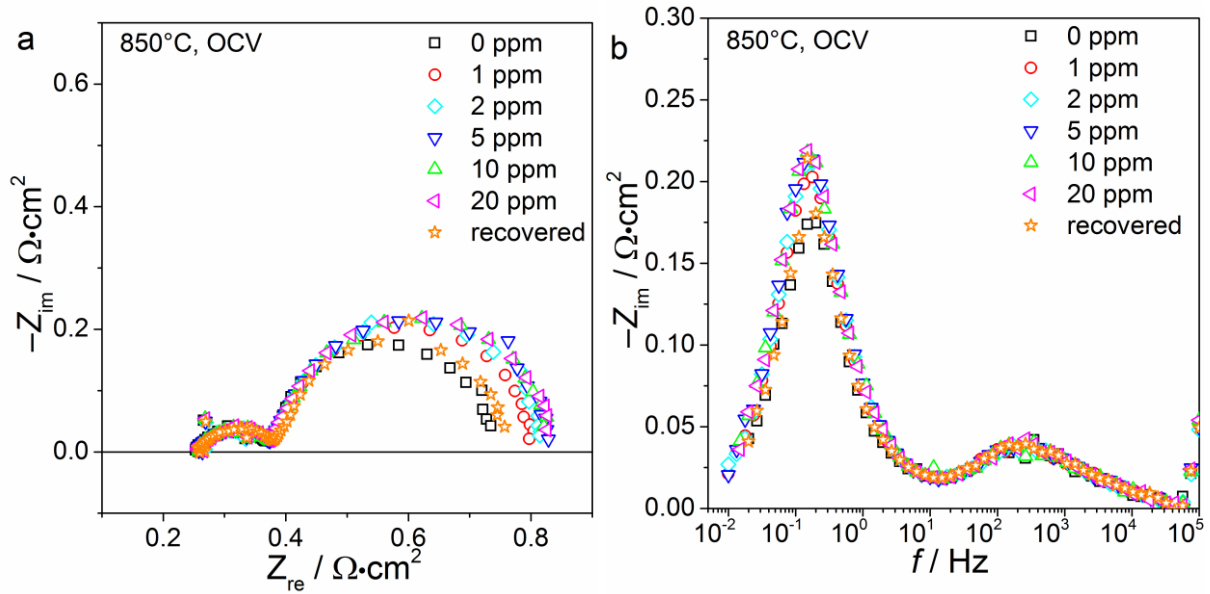 a
850°C, OCV
0 ppm
1 ppm
2 ppm
5 ppm
10 ppm
20 ppm
recovered
0.6
0.4
0.2
0.0
0.2
0.4
0.6
0.8
−Z_im / Ω•cm²
Z_re / Ω•cm²
b
850°C, OCV
0 ppm
1 ppm
2 ppm
5 ppm
10 ppm
20 ppm
recovered
0.30
0.25
0.20
0.15
0.10
0.05
0.00
10⁻²
10⁻¹
10⁰
10¹
10²
10³
10⁴
10⁵
−Z_im / Ω•cm²
f / Hz